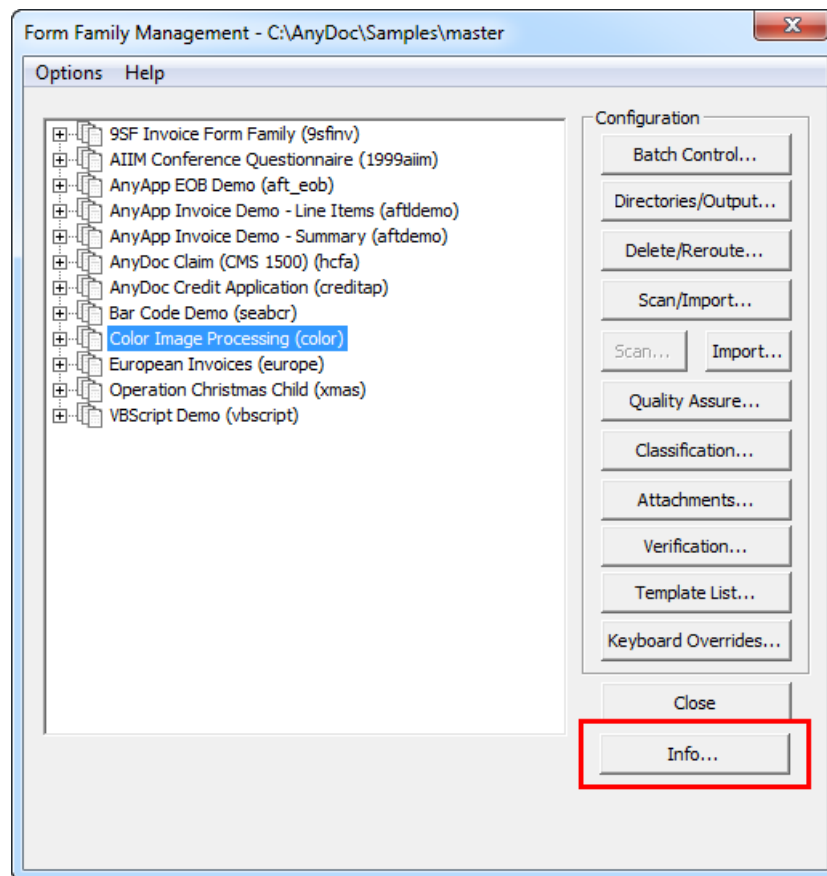 Form Family Management - C:\AnyDoc\Samples\master
X
Options Help
9SF Invoice Form Family (9sfinv)
AIIM Conference Questionnaire (1999aiim)
AnyApp EOB Demo (aft_eob)
AnyApp Invoice Demo - Line Items (aftldemo)
AnyApp Invoice Demo - Summary (aftdemo)
AnyDoc Claim (CMS 1500) (hcfa)
AnyDoc Credit Application (creditap)
Bar Code Demo (seabcr)
Color Image Processing (color)
European Invoices (europe)
Operation Christmas Child (xmas)
VBScript Demo (vbscript)
Configuration
Batch Control...
Directories/Output...
Delete/Reroute...
Scan/Import...
Scan... Import...
Quality Assure...
Classification...
Attachments...
Verification...
Template List...
Keyboard Overrides...
Close
Info...